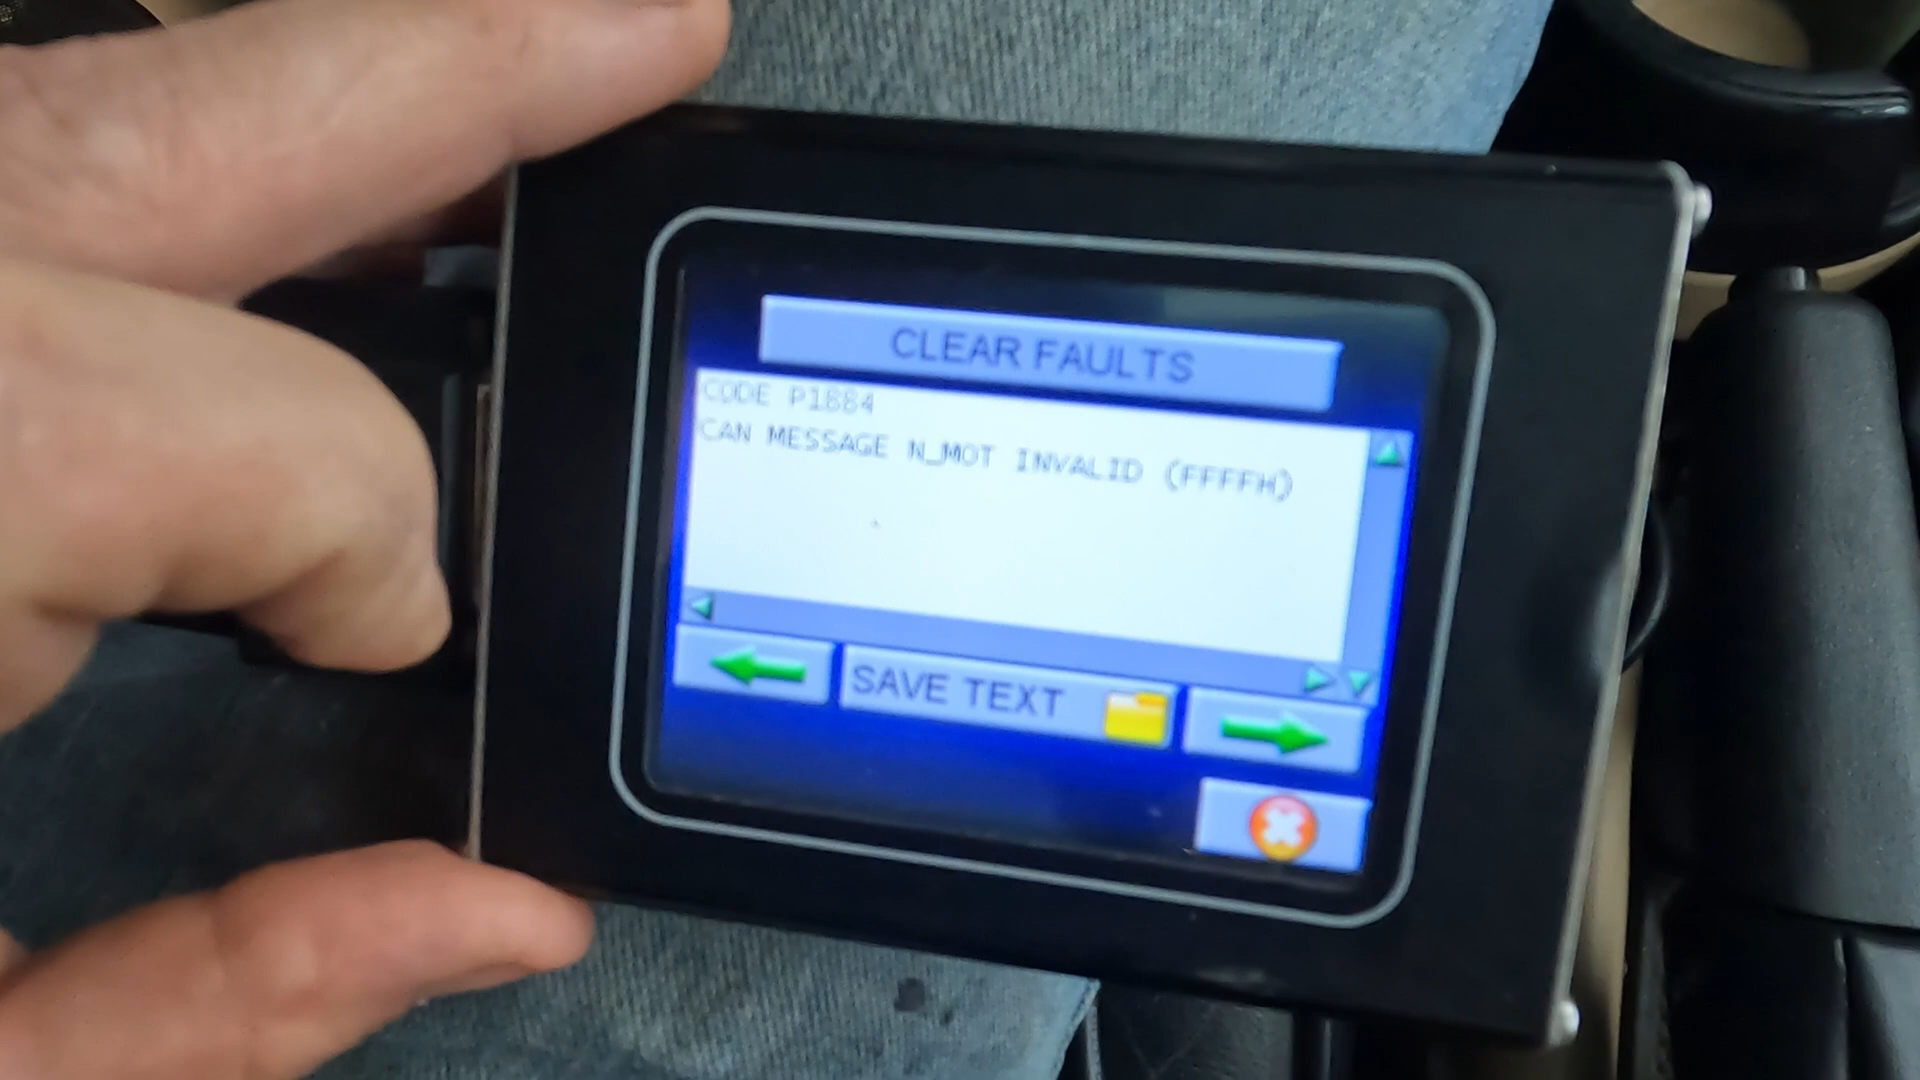 CLEAR FAULTS
CODE P1884
CAN MESSAGE N_MOT INVALID (FFFFH)
SAVE TEXT